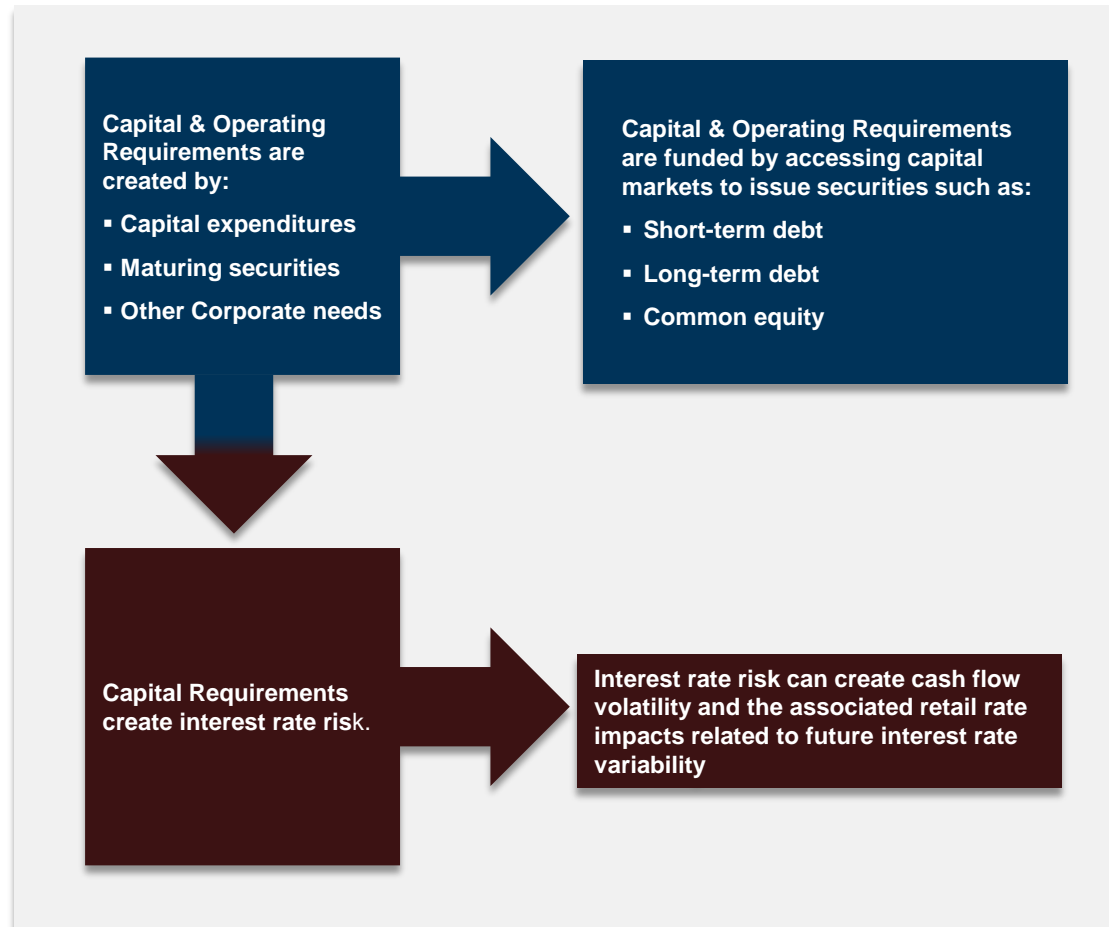 Capital & Operating
Requirements are
created by:
▪ Capital expenditures
▪ Maturing securities
▪ Other Corporate needs
Capital & Operating Requirements
are funded by accessing capital
markets to issue securities such as:
▪ Short-term debt
▪ Long-term debt
▪ Common equity
Capital Requirements
create interest rate risk.
Interest rate risk can create cash flow
volatility and the associated retail rate
impacts related to future interest rate
variability